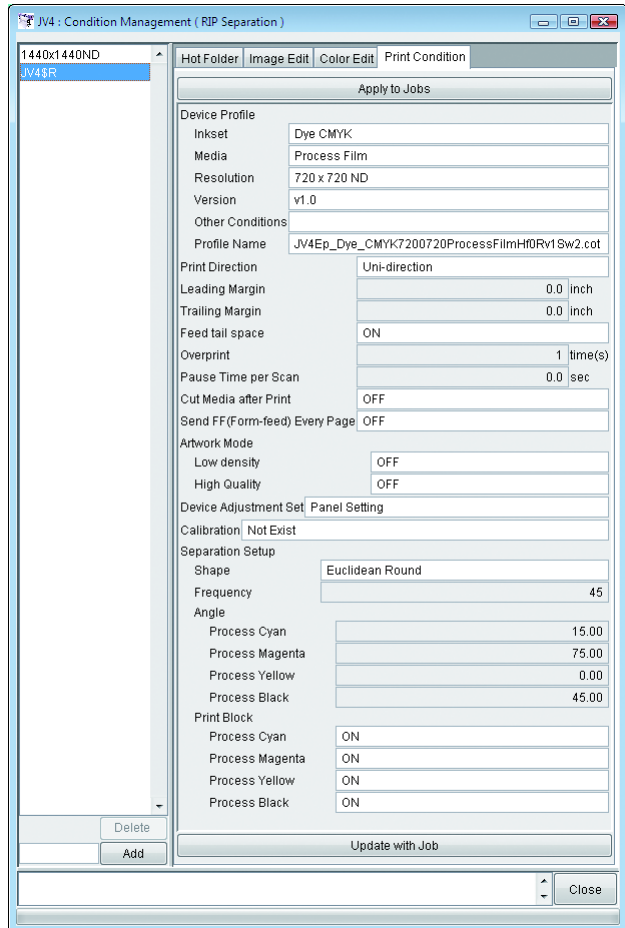 JV4 : Condition Management ( RIP Separation )
1440x1440ND
JV4$R
Hot Folder Image Edit Color Edit Print Condition
Apply to Jobs
Device Profile
Inkset Dye CMYK
Media Process Film
Resolution 720 x 720 ND
Version v1.0
Other Conditions
Profile Name JV4Ep_Dye_CMYK7200720ProcessFilmHf0Rv1Sw2.cot
Print Direction Uni-direction
Leading Margin 0.0 inch
Trailing Margin 0.0 inch
Feed tail space ON
Overprint 1 time(s)
Pause Time per Scan 0.0 sec
Cut Media after Print OFF
Send FF(Form-feed) Every Page OFF
Artwork Mode
Low density OFF
High Quality OFF
Device Adjustment Set Panel Setting
Calibration Not Exist
Separation Setup
Shape Euclidean Round
Frequency 45
Angle
Process Cyan 15.00
Process Magenta 75.00
Process Yellow 0.00
Process Black 45.00
Print Block
Process Cyan ON
Process Magenta ON
Process Yellow ON
Process Black ON
Delete
Add
Update with Job
Close